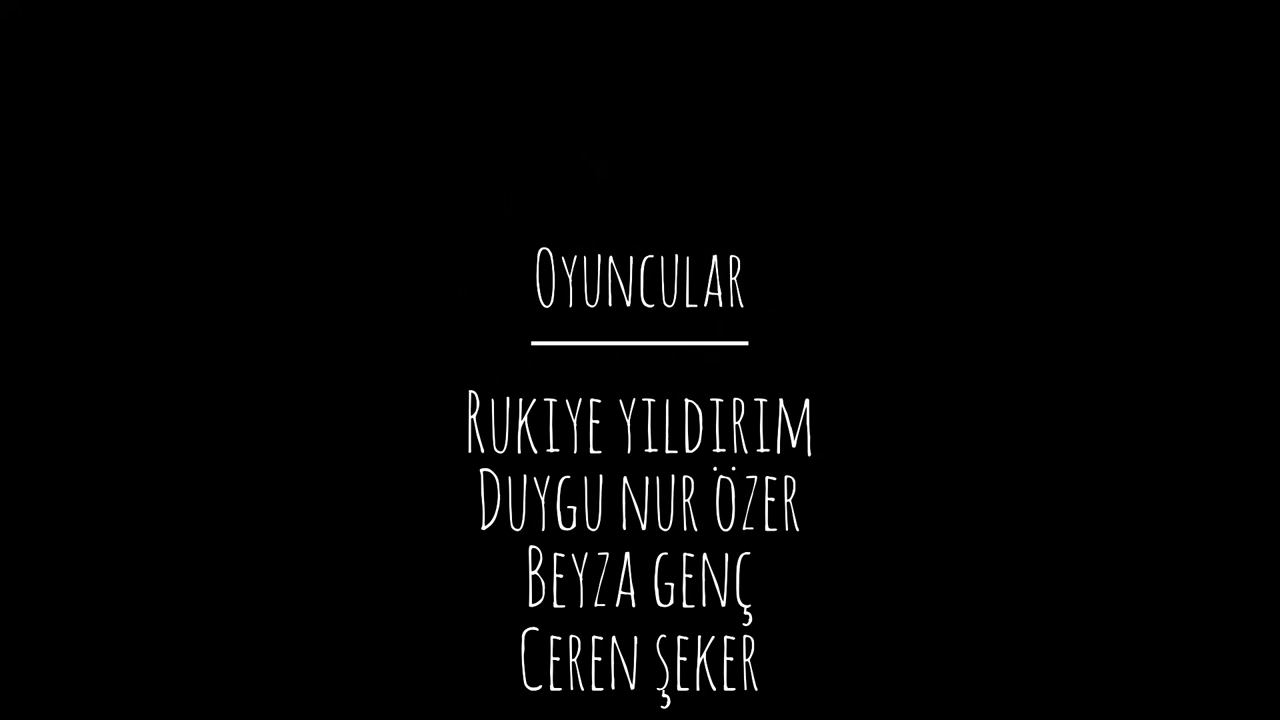 Oyuncular
Rukiye yıldırım
Duygu nur özer
Beyza genç
Ceren şeker